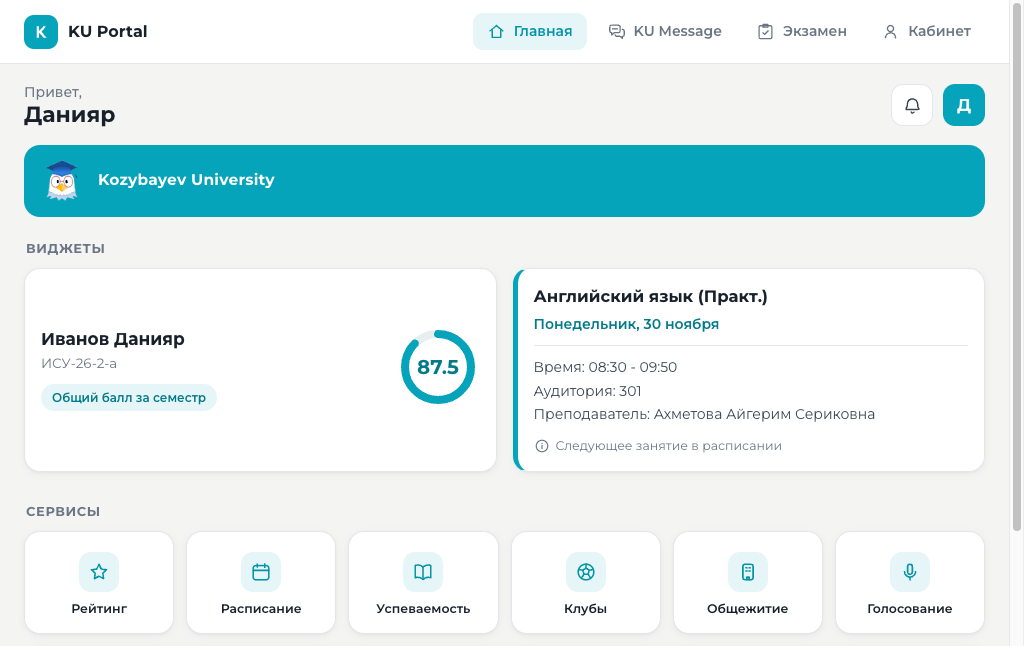 K
KU Portal
Главная
KU Message
Экзамен
Кабинет
Привет,
Данияр
Д
Kozybayev University
ВИДЖЕТЫ
Иванов Данияр
ИСУ-26-2-а
Общий балл за семестр
87.5
Английский язык (Практ.)
Понедельник, 30 ноября
Время: 08:30 - 09:50
Аудитория: 301
Преподаватель: Ахметова Айгерим Сериковна
Следующее занятие в расписании
СЕРВИСЫ
Рейтинг
Расписание
Успеваемость
Клубы
Общежитие
Голосование